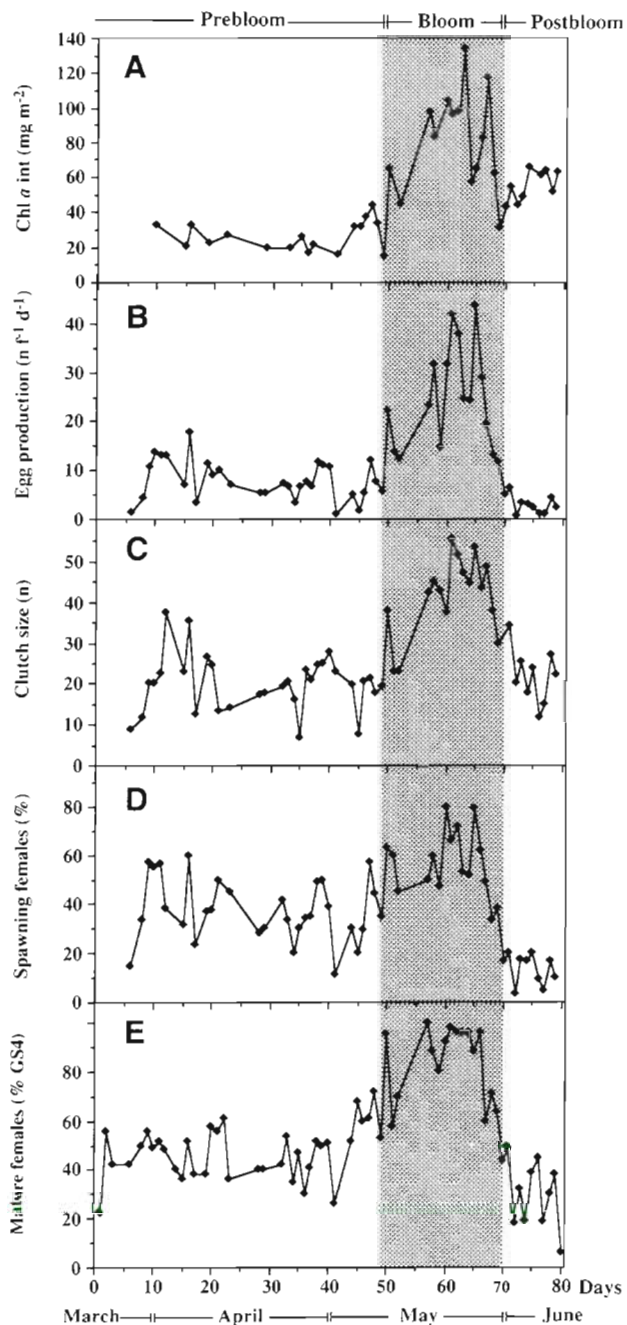 Prebloom Bloom Postbloom
A
Chl a int (mg m-2)
140
120
100
80
60
40
20
0
B
Egg production (n f-1 d-1)
40
30
20
10
0
C
Clutch size (n)
50
40
30
20
10
0
D
Spawning females (%)
80
60
40
20
0
E
Mature females (% GS4)
80
60
40
20
0
0 10 20 30 40 50 60 70 80 Days
March April May June